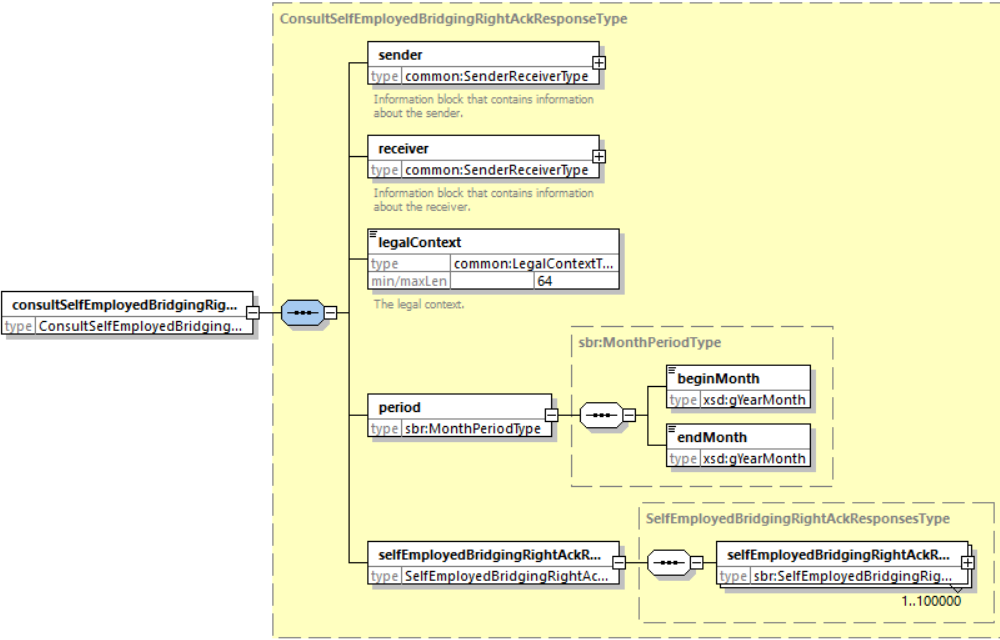 ConsultSelfEmployedBridgingRightAckResponseType
sender
type common:SenderReceiverType
Information block that contains information
about the sender.
receiver
type common:SenderReceiverType
Information block that contains information
about the receiver.
legalContext
type common:LegalContextT...
min/maxLen 64
The legal context.
consultSelfEmployedBridgingRig...
type ConsultSelfEmployedBridging...
sbr:MonthPeriodType
beginMonth
type xsd:gYearMonth
period
type sbr:MonthPeriodType
endMonth
type xsd:gYearMonth
SelfEmployedBridgingRightAckResponsesType
selfEmployedBridgingRightAckR...
type SelfEmployedBridgingRightAc...
selfEmployedBridgingRightAckR...
type sbr:SelfEmployedBridgingRig...
1..100000